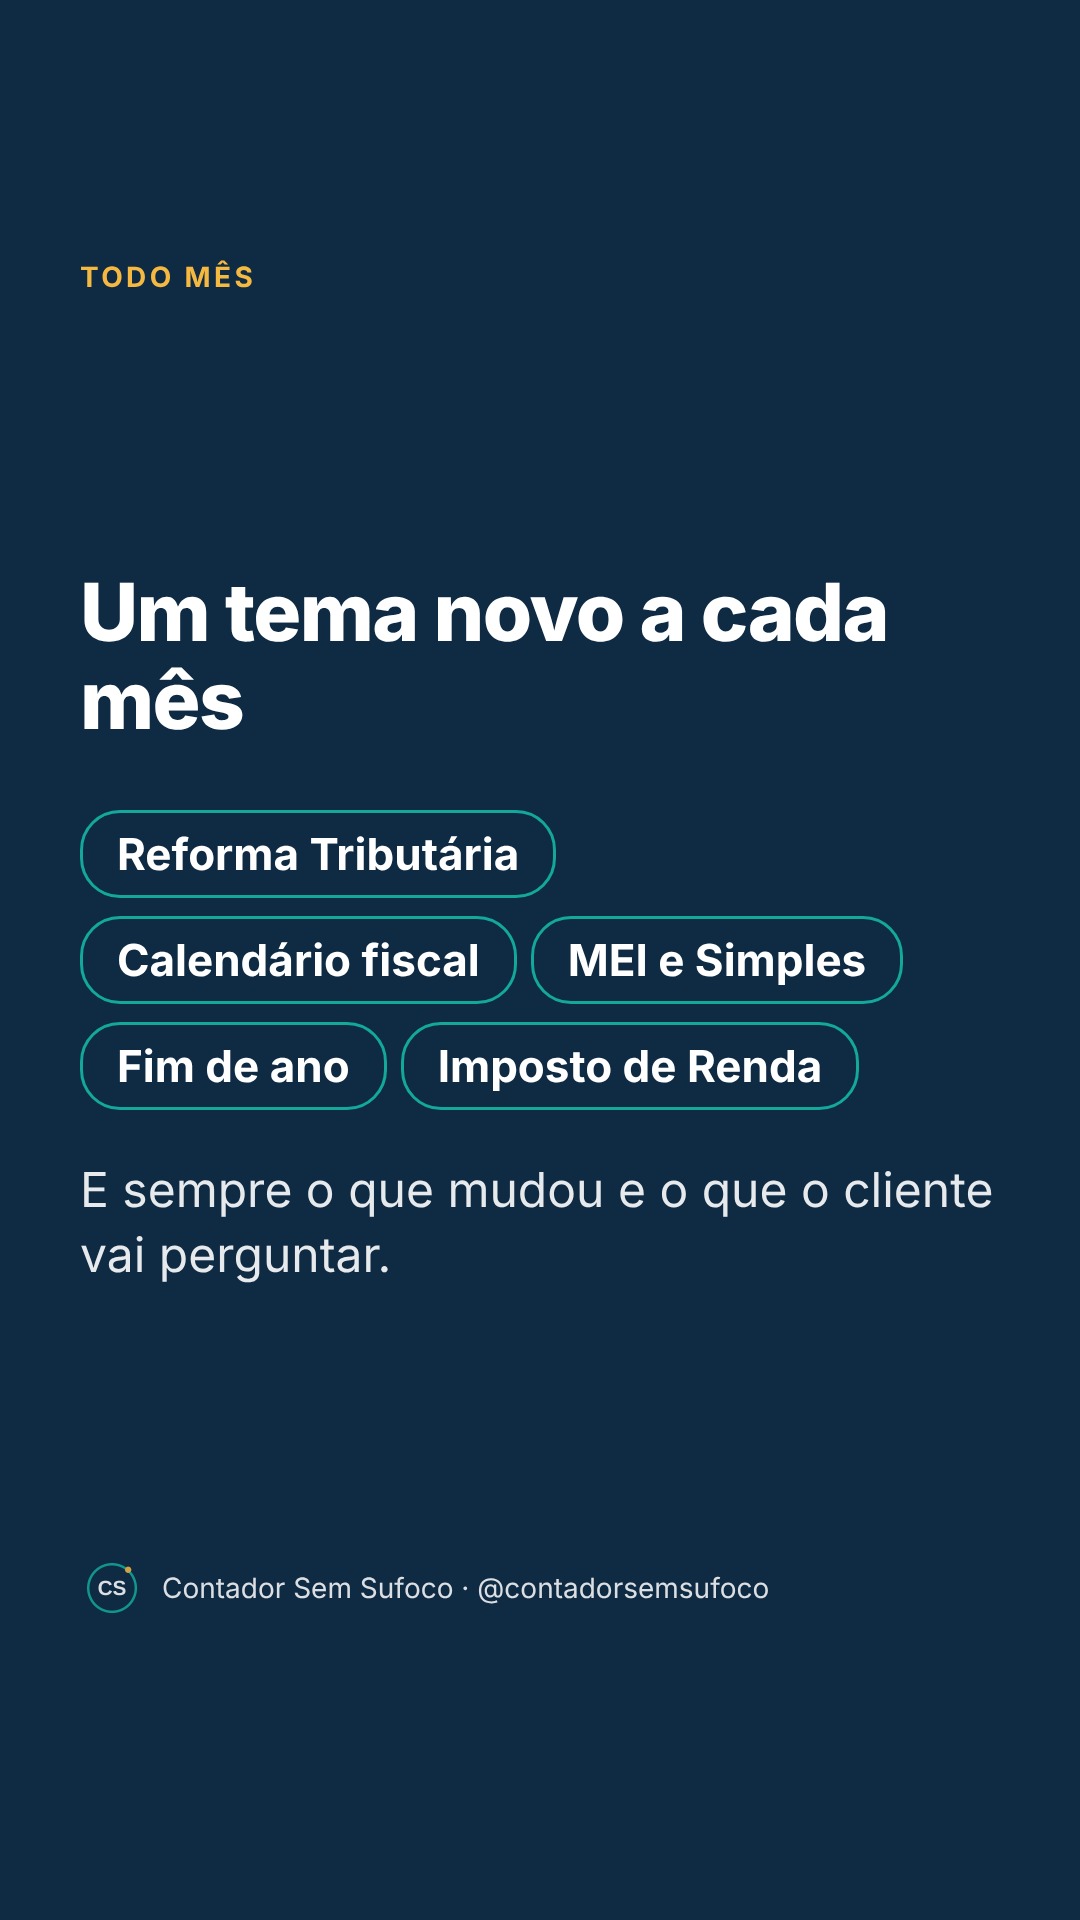 TODO MÊS
Um tema novo a cada
mês
Reforma Tributária
Calendário fiscal MEI e Simples
Fim de ano Imposto de Renda
E sempre o que mudou e o que o cliente
vai perguntar.
CS Contador Sem Sufoco · @contadorsemsufoco